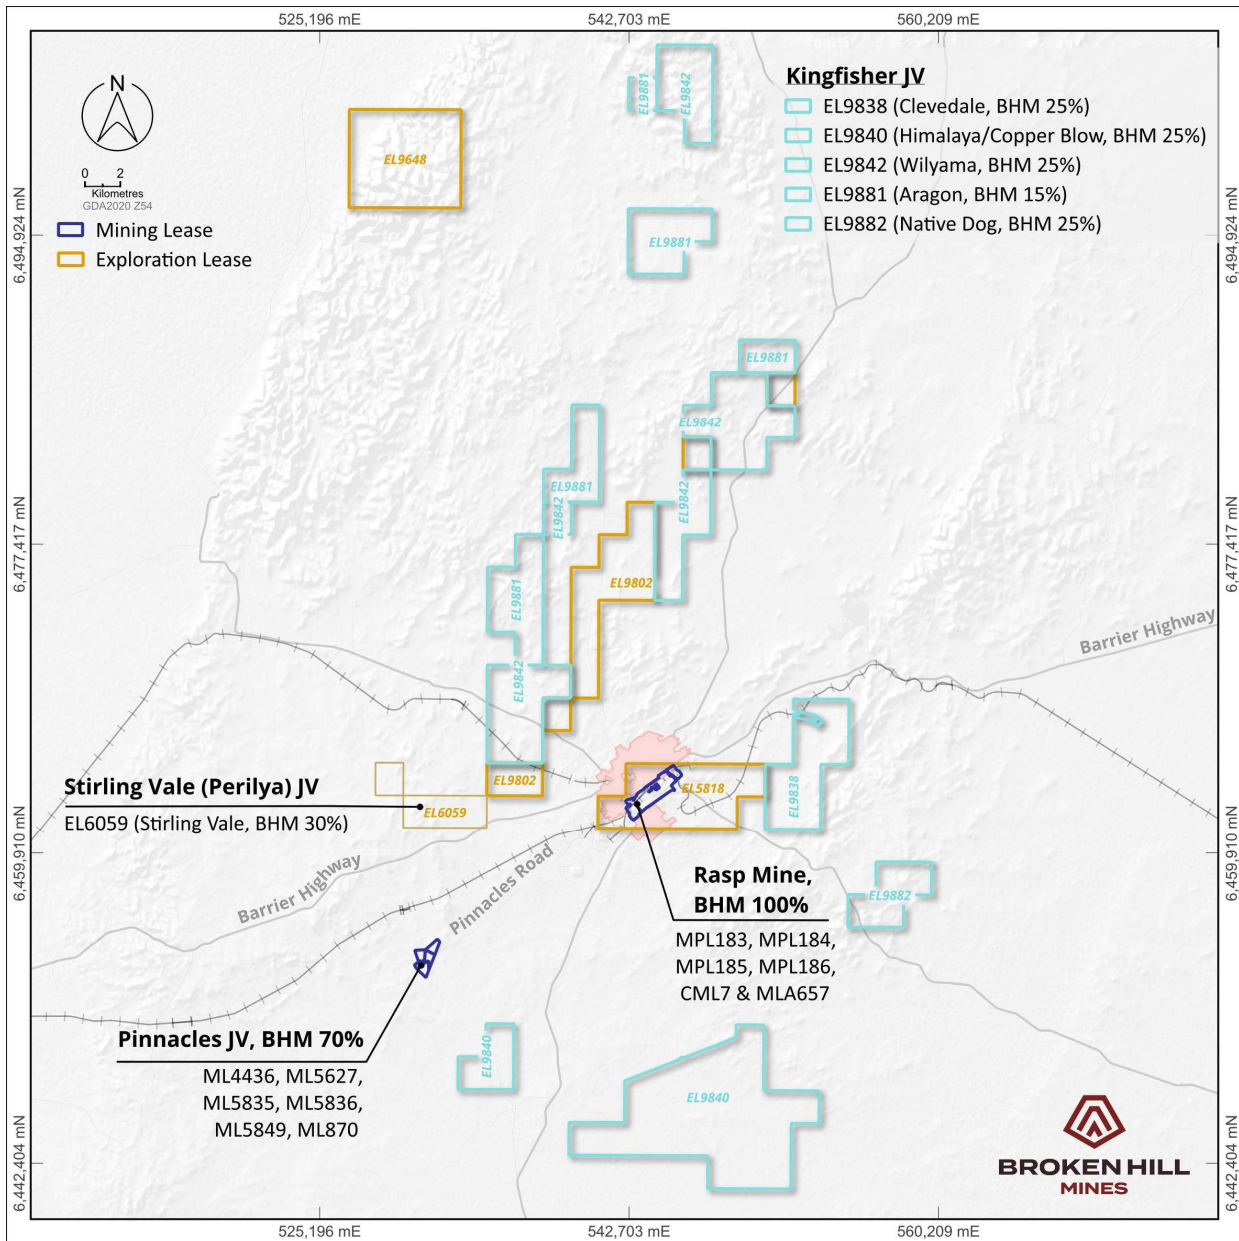 525,196 mE
542,703 mE
560,209 mE
N
0 2
Kilometres
GDA2020 Z54
Mining Lease
Exploration Lease
Kingfisher JV
EL9838 (Clevedale, BHM 25%)
EL9840 (Himalaya/Copper Blow, BHM 25%)
EL9842 (Wilyama, BHM 25%)
EL9881 (Aragon, BHM 15%)
EL9882 (Native Dog, BHM 25%)
6,494,924 mN
6,494,924 mN
6,477,417 mN
6,477,417 mN
6,459,910 mN
6,459,910 mN
6,442,404 mN
6,442,404 mN
EL9881
EL9842
EL9648
EL9881
EL9881
EL9842
EL9881
EL9842
EL9842
EL9802
EL9881
EL9842
Barrier Highway
EL9802
EL5818
EL9838
Stirling Vale (Perilya) JV
EL6059 (Stirling Vale, BHM 30%)
EL6059
Barrier Highway
Pinnacles Road
Rasp Mine,
BHM 100%
MPL183, MPL184,
MPL185, MPL186,
CML7 & MLA657
EL9882
Pinnacles JV, BHM 70%
ML4436, ML5627,
ML5835, ML5836,
ML5849, ML870
EL9840
EL9840
BROKEN HILL
MINES
525,196 mE
542,703 mE
560,209 mE